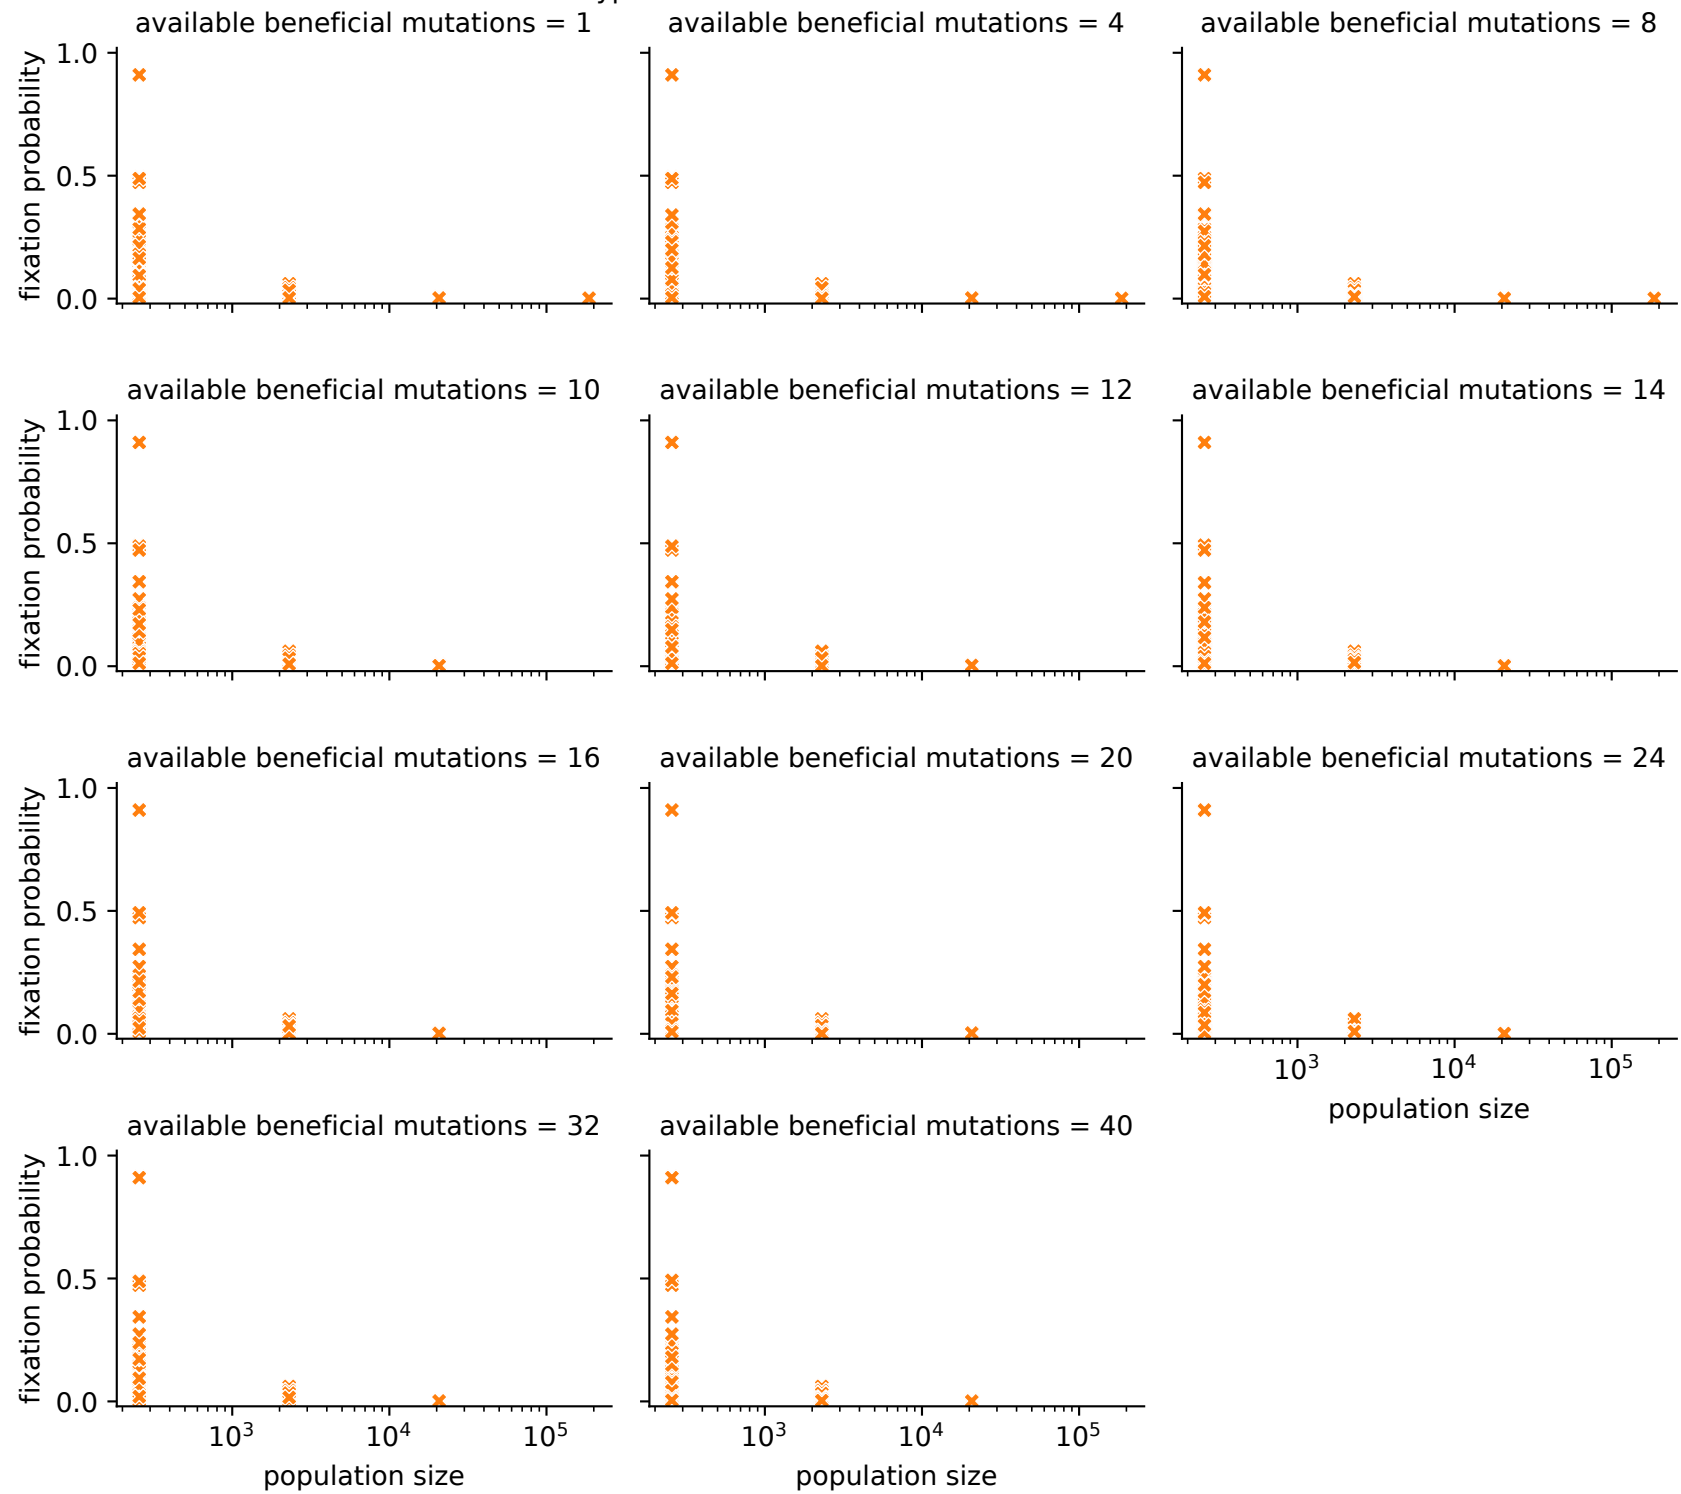 available beneficial mutations = 1
available beneficial mutations = 4
available beneficial mutations = 8
fixation probability
1.0
0.5
0.0
available beneficial mutations = 10
available beneficial mutations = 12
available beneficial mutations = 14
fixation probability
1.0
0.5
0.0
available beneficial mutations = 16
available beneficial mutations = 20
available beneficial mutations = 24
fixation probability
1.0
0.5
0.0
10³ 10⁴ 10⁵
population size
available beneficial mutations = 32
available beneficial mutations = 40
fixation probability
1.0
0.5
0.0
10³ 10⁴ 10⁵
10³ 10⁴ 10⁵
population size
population size